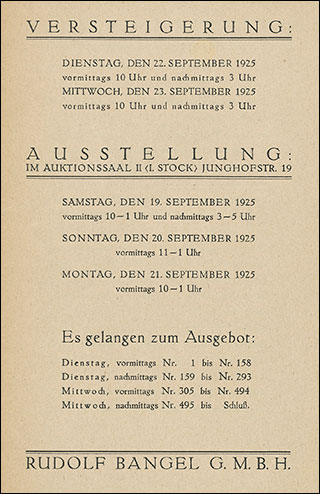 VERSTEIGERUNG:
DIENSTAG, DEN 22. SEPTEMBER 1925
vormittags 10 Uhr und nachmittags 3 Uhr
MITTWOCH, DEN 23. SEPTEMBER 1925
vormittags 10 Uhr und nachmittags 3 Uhr
AUSSTELLUNG:
IM AUKTIONSSAAL II (I. STOCK) JUNGHOFSTR. 19
SAMSTAG, DEN 19. SEPTEMBER 1925
vormittags 10—1 Uhr und nachmittags 3—5 Uhr
SONNTAG, DEN 20. SEPTEMBER 1925
vormittags 11—1 Uhr
MONTAG, DEN 21. SEPTEMBER 1925
vormittags 10—1 Uhr
Es gelangen zum Ausgebot:
Dienstag, vormittags Nr. 1 bis Nr. 158
Dienstag, nachmittags Nr. 159 bis Nr. 293
Mittwoch, vormittags Nr. 305 bis Nr. 494
Mittwoch, nachmittags Nr. 495 bis Schluß.
RUDOLF BANGEL G. M. B. H.